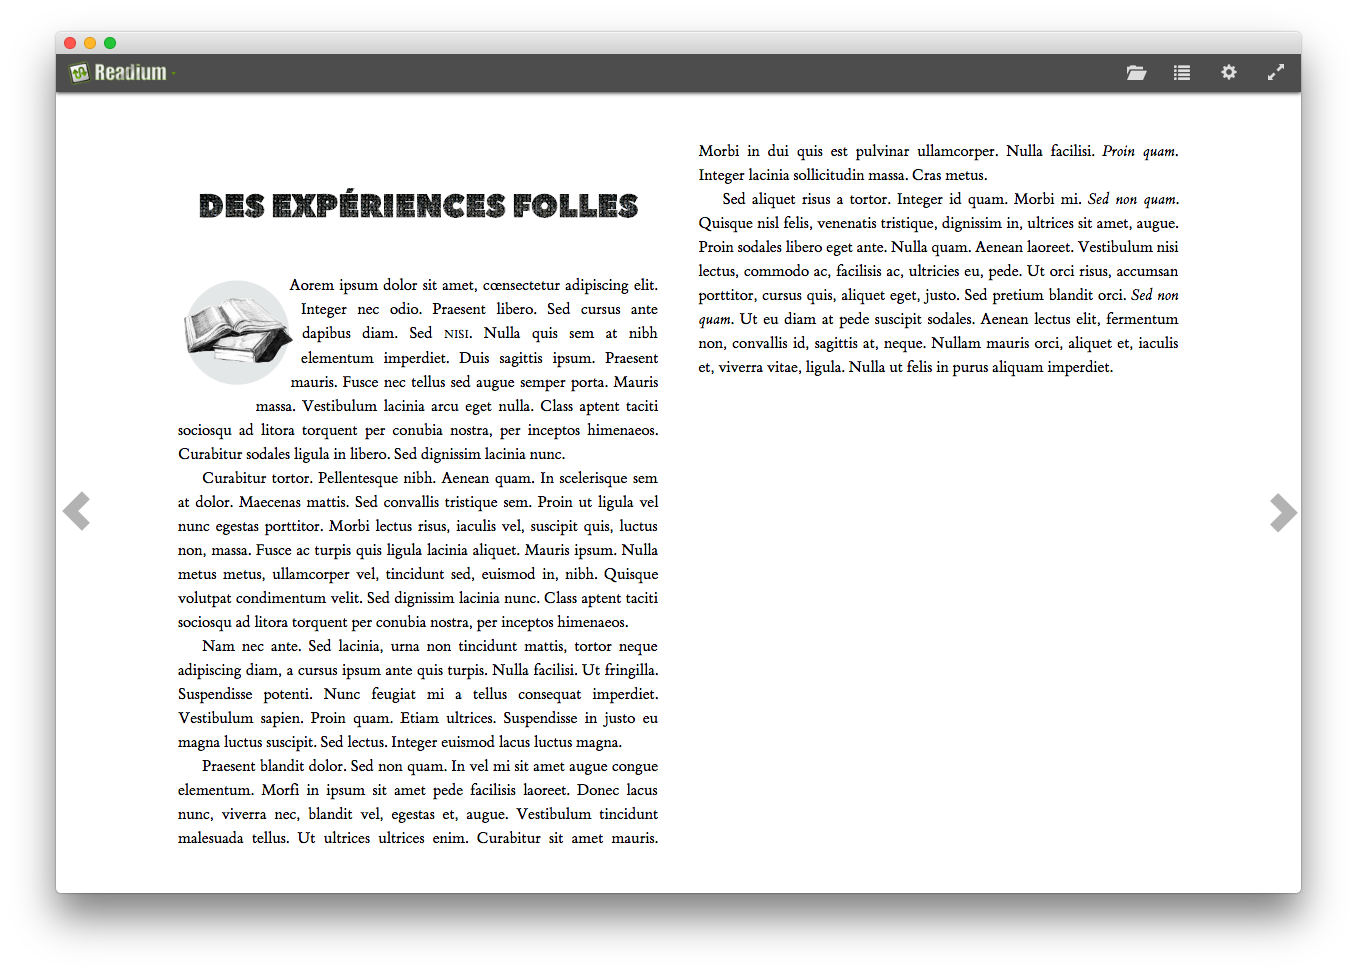 Readium
DES EXPÉRIENCES FOLLES
Aorem ipsum dolor sit amet, cœnsectetur adipiscing elit.
Integer nec odio. Praesent libero. Sed cursus ante
dapibus diam. Sed NISI. Nulla quis sem at nibh
elementum imperdiet. Duis sagittis ipsum. Praesent
mauris. Fusce nec tellus sed augue semper porta. Mauris
massa. Vestibulum lacinia arcu eget nulla. Class aptent taciti
sociosqu ad litora torquent per conubia nostra, per inceptos himenaeos.
Curabitur sodales ligula in libero. Sed dignissim lacinia nunc.
Curabitur tortor. Pellentesque nibh. Aenean quam. In scelerisque sem
at dolor. Maecenas mattis. Sed convallis tristique sem. Proin ut ligula vel
nunc egestas porttitor. Morbi lectus risus, iaculis vel, suscipit quis, luctus
non, massa. Fusce ac turpis quis ligula lacinia aliquet. Mauris ipsum. Nulla
metus metus, ullamcorper vel, tincidunt sed, euismod in, nibh. Quisque
volutpat condimentum velit. Sed dignissim lacinia nunc. Class aptent taciti
sociosqu ad litora torquent per conubia nostra, per inceptos himenaeos.
Nam nec ante. Sed lacinia, urna non tincidunt mattis, tortor neque
adipiscing diam, a cursus ipsum ante quis turpis. Nulla facilisi. Ut fringilla.
Suspendisse potenti. Nunc feugiat mi a tellus consequat imperdiet.
Vestibulum sapien. Proin quam. Etiam ultrices. Suspendisse in justo eu
magna luctus suscipit. Sed lectus. Integer euismod lacus luctus magna.
Praesent blandit dolor. Sed non quam. In vel mi sit amet augue congue
elementum. Morfi in ipsum sit amet pede facilisis laoreet. Donec lacus
nunc, viverra nec, blandit vel, egestas et, augue. Vestibulum tincidunt
malesuada tellus. Ut ultrices ultrices enim. Curabitur sit amet mauris.
Morbi in dui quis est pulvinar ullamcorper. Nulla facilisi. Proin quam.
Integer lacinia sollicitudin massa. Cras metus.
Sed aliquet risus a tortor. Integer id quam. Morbi mi. Sed non quam.
Quisque nisl felis, venenatis tristique, dignissim in, ultrices sit amet, augue.
Proin sodales libero eget ante. Nulla quam. Aenean laoreet. Vestibulum nisi
lectus, commodo ac, facilisis ac, ultricies eu, pede. Ut orci risus, accumsan
porttitor, cursus quis, aliquet eget, justo. Sed pretium blandit orci. Sed non
quam. Ut eu diam at pede suscipit sodales. Aenean lectus elit, fermentum
non, convallis id, sagittis at, neque. Nullam mauris orci, aliquet et, iaculis
et, viverra vitae, ligula. Nulla ut felis in purus aliquam imperdiet.